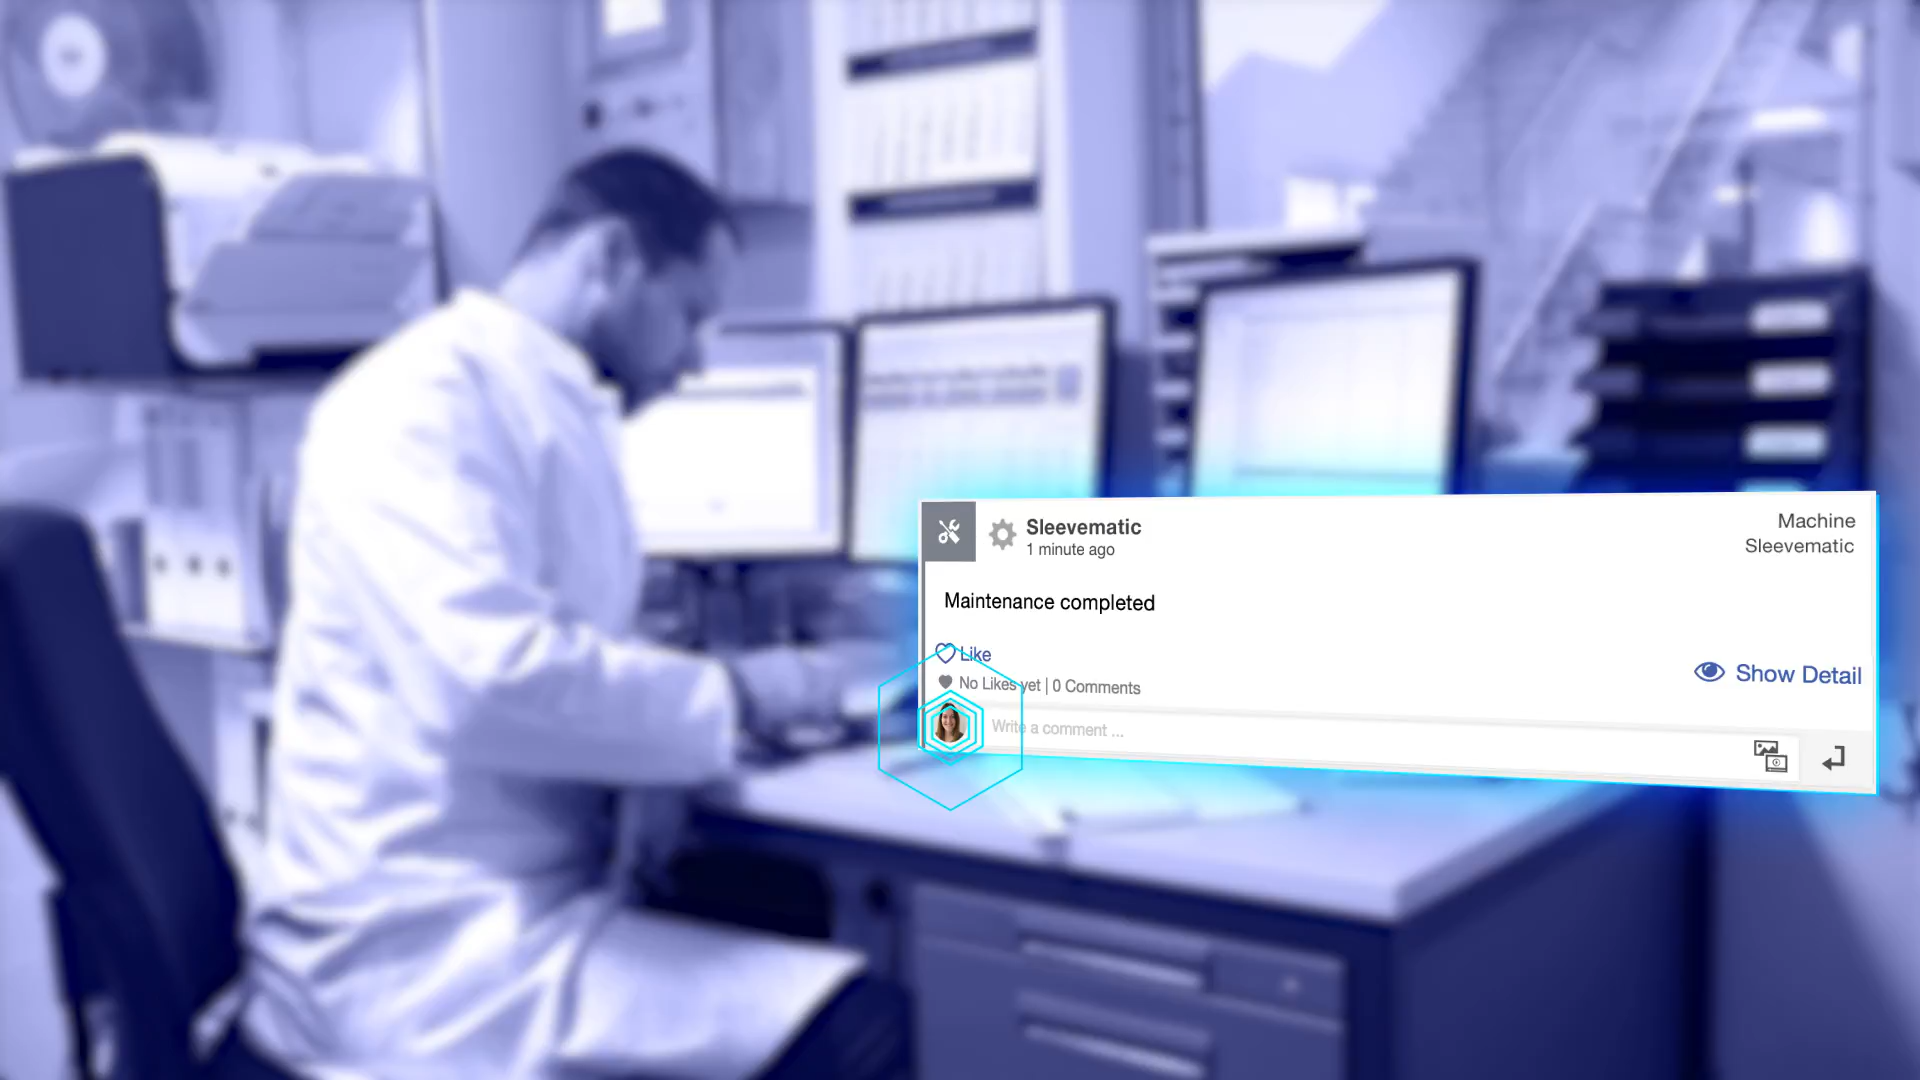 Sleevematic
1 minute ago
Machine
Sleevematic
Maintenance completed
Like
No Likes yet | 0 Comments
Show Detail
Write a comment ...